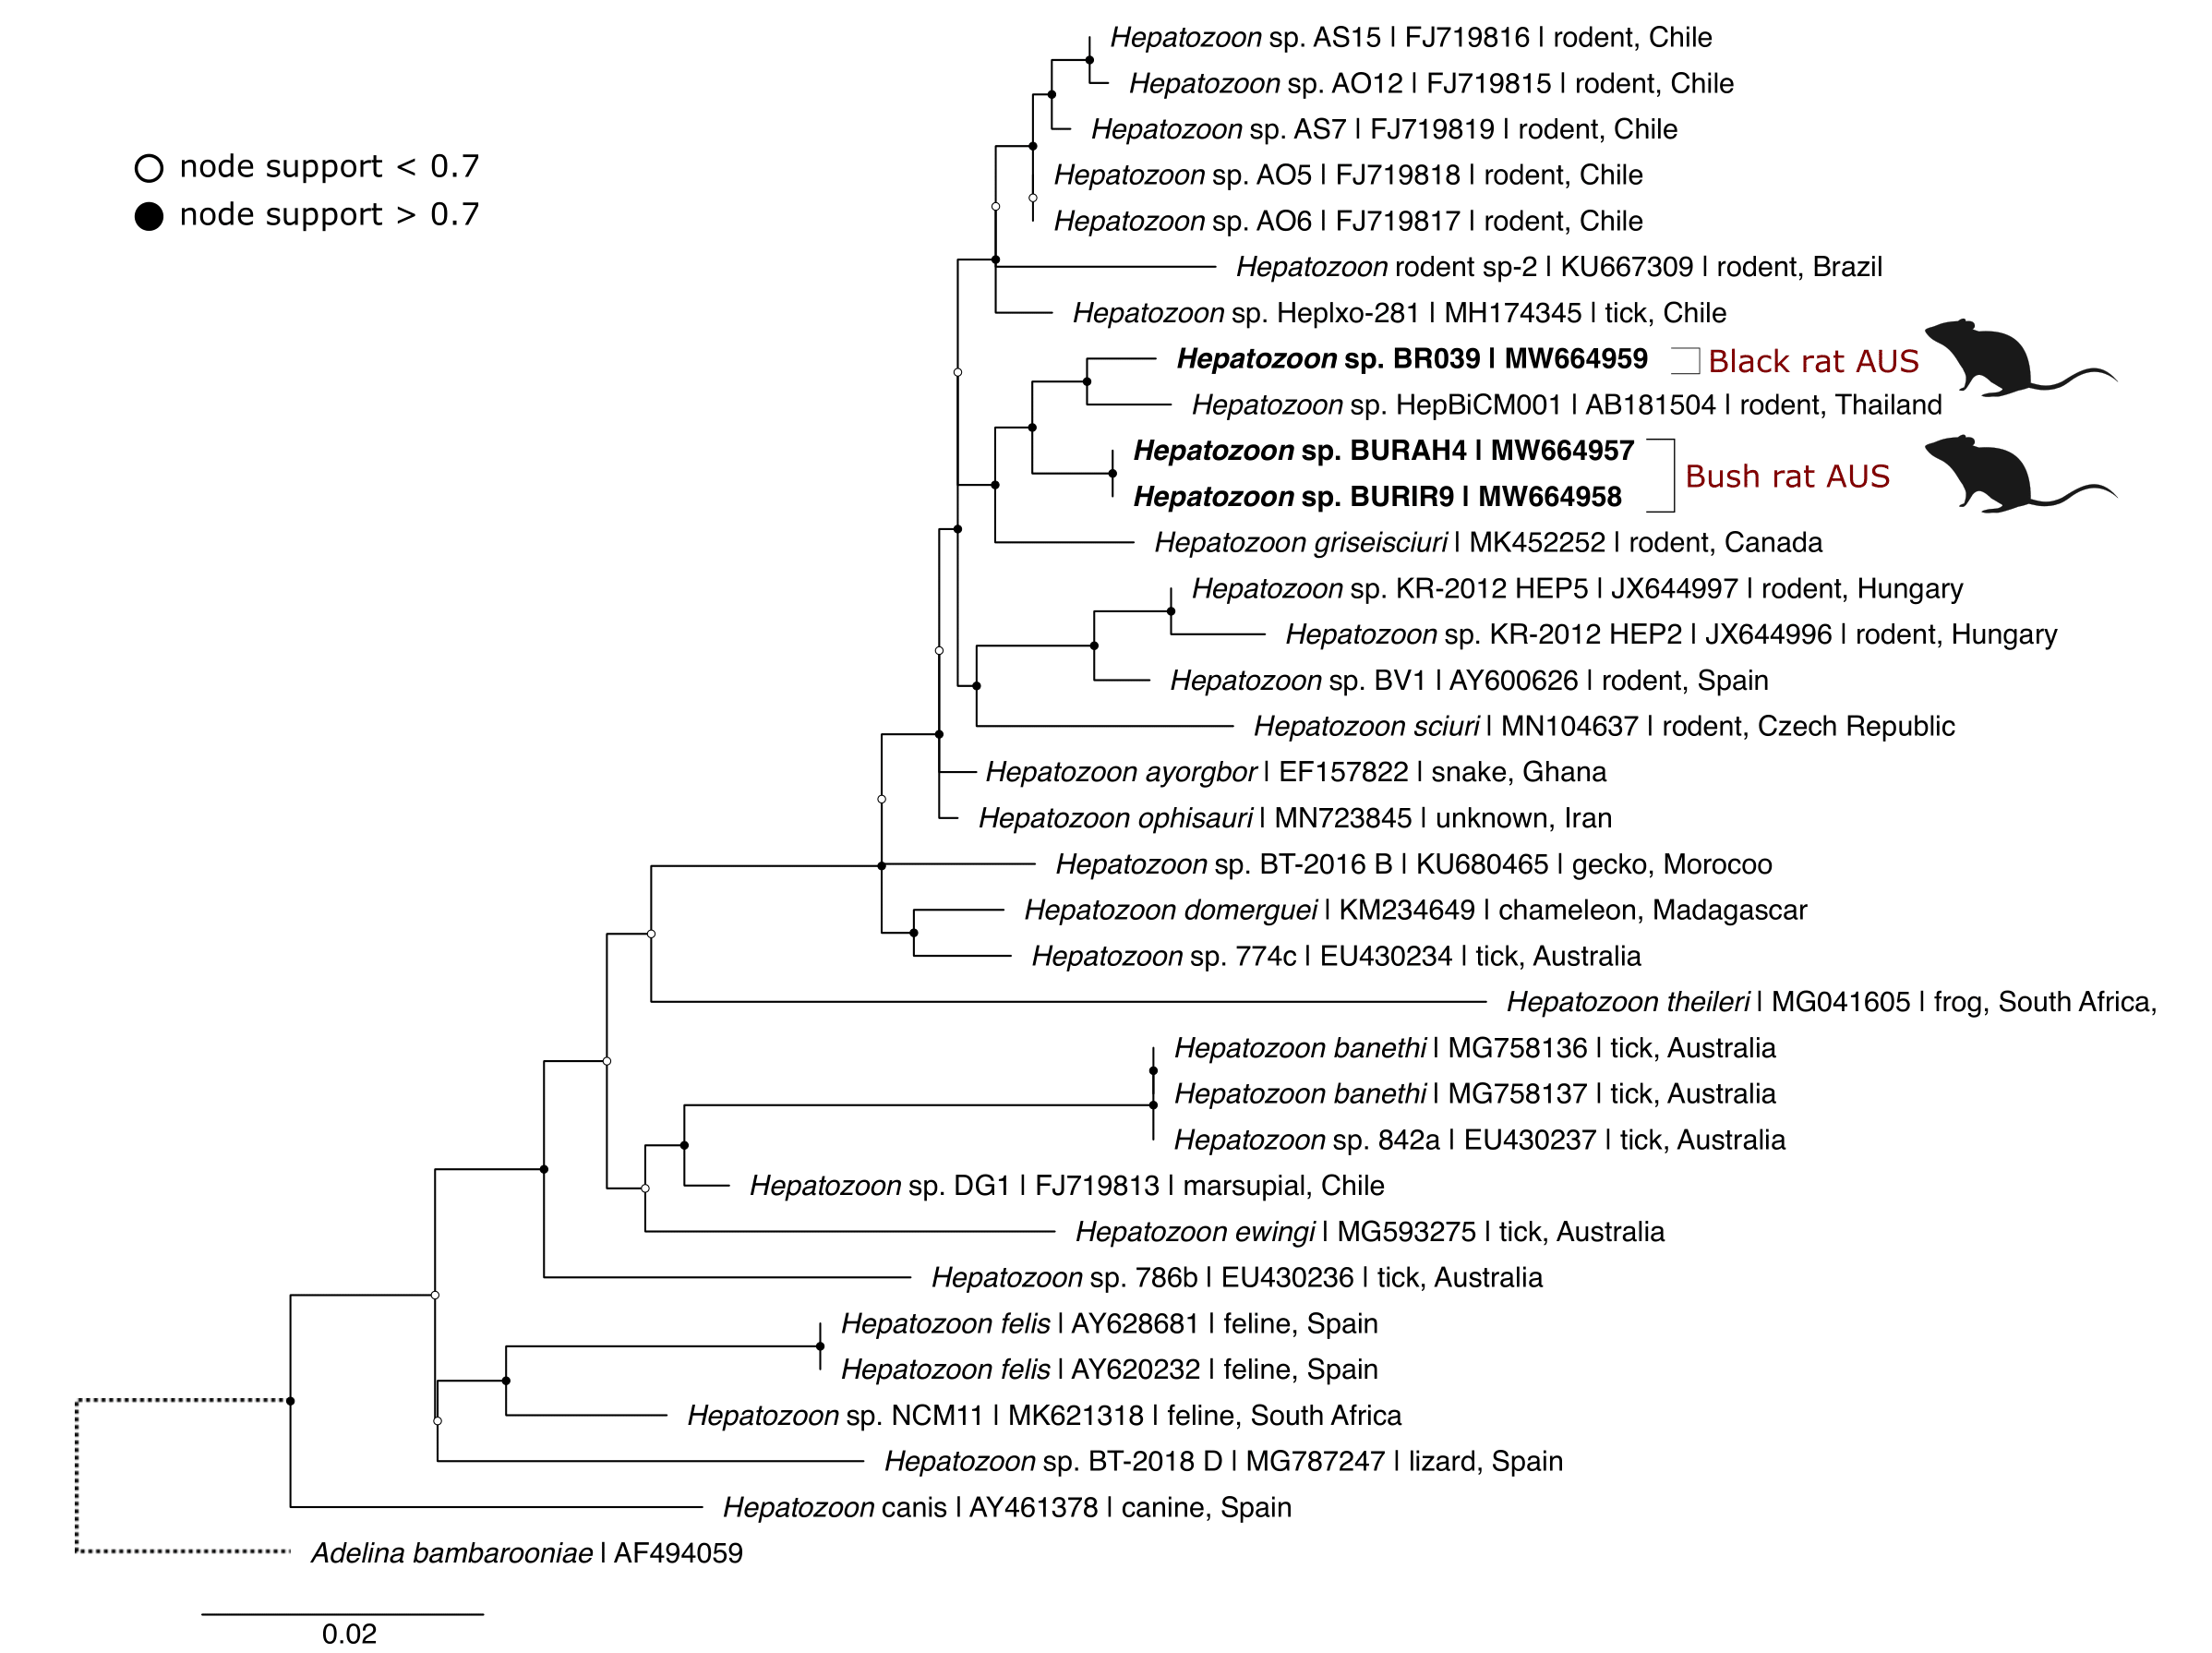 Hepatozoon sp. AS15 | FJ719816 | rodent, Chile
Hepatozoon sp. AO12 | FJ719815 | rodent, Chile
Hepatozoon sp. AS7 | FJ719819 | rodent, Chile
node support < 0.7
Hepatozoon sp. AO5 | FJ719818 | rodent, Chile
node support > 0.7
Hepatozoon sp. AO6 | FJ719817 | rodent, Chile
Hepatozoon rodent sp-2 | KU667309 | rodent, Brazil
Hepatozoon sp. HepIxo-281 | MH174345 | tick, Chile
Hepatozoon sp. BR039 | MW664959 Black rat AUS
Hepatozoon sp. HepBiCM001 | AB181504 | rodent, Thailand
Hepatozoon sp. BURAH4 | MW664957
Bush rat AUS
Hepatozoon sp. BURIR9 | MW664958
Hepatozoon griseisciuri | MK452252 | rodent, Canada
Hepatozoon sp. KR-2012 HEP5 | JX644997 | rodent, Hungary
Hepatozoon sp. KR-2012 HEP2 | JX644996 | rodent, Hungary
Hepatozoon sp. BV1 | AY600626 | rodent, Spain
Hepatozoon sciuri | MN104637 | rodent, Czech Republic
Hepatozoon ayorgbor | EF157822 | snake, Ghana
Hepatozoon ophisauri | MN723845 | unknown, Iran
Hepatozoon sp. BT-2016 B | KU680465 | gecko, Morocoo
Hepatozoon domerguei | KM234649 | chameleon, Madagascar
Hepatozoon sp. 774c | EU430234 | tick, Australia
Hepatozoon theileri | MG041605 | frog, South Africa,
Hepatozoon banethi | MG758136 | tick, Australia
Hepatozoon banethi | MG758137 | tick, Australia
Hepatozoon sp. 842a | EU430237 | tick, Australia
Hepatozoon sp. DG1 | FJ719813 | marsupial, Chile
Hepatozoon ewingi | MG593275 | tick, Australia
Hepatozoon sp. 786b | EU430236 | tick, Australia
Hepatozoon felis | AY628681 | feline, Spain
Hepatozoon felis | AY620232 | feline, Spain
Hepatozoon sp. NCM11 | MK621318 | feline, South Africa
Hepatozoon sp. BT-2018 D | MG787247 | lizard, Spain
Hepatozoon canis | AY461378 | canine, Spain
Adelina bambarooniae | AF494059
0.02